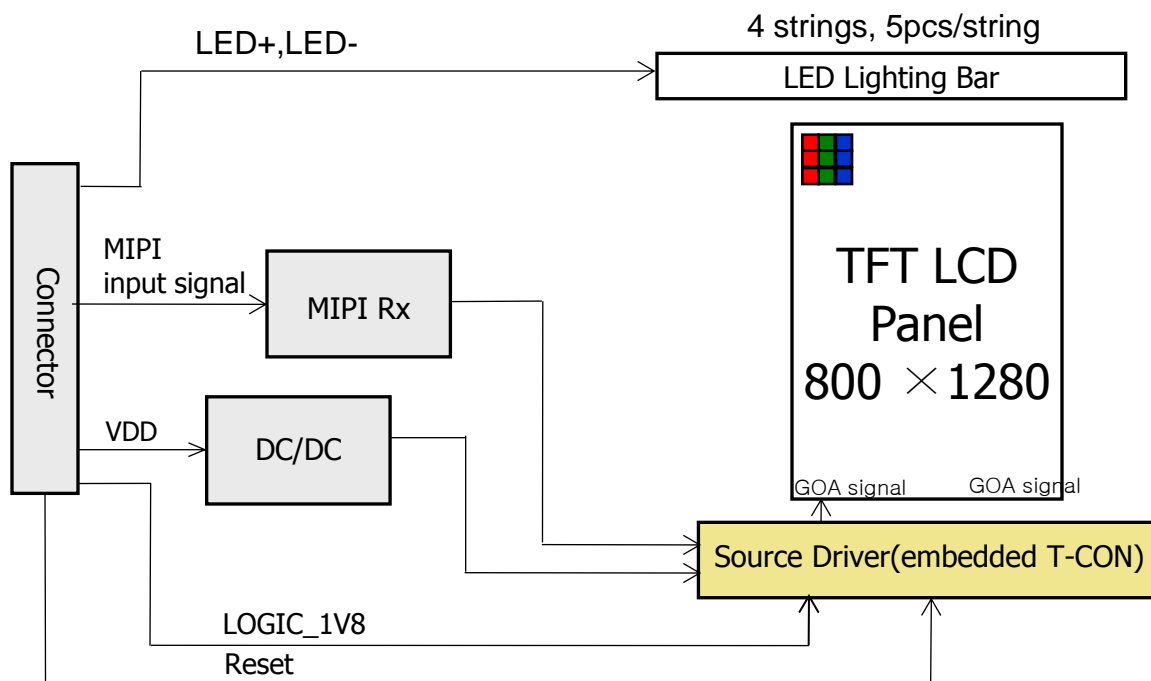 4 strings, 5pcs/string
LED+,LED-
LED Lighting Bar
Connector
MIPI
input signal
MIPI Rx
TFT LCD
Panel
800 ×1280
VDD
DC/DC
GOA signal
GOA signal
Source Driver(embedded T-CON)
LOGIC_1V8
Reset